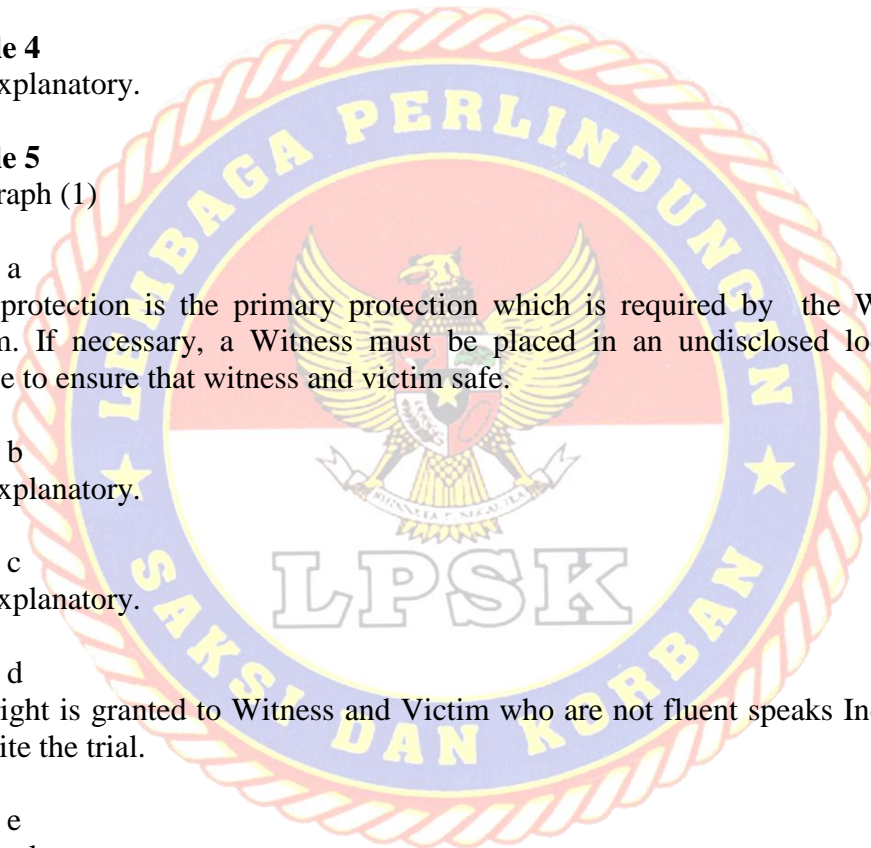 le 4
xplanatory.
le 5
raph (1)
a
protection is the primary protection which is required by the W
n. If necessary, a Witness must be placed in an undisclosed lo
e to ensure that witness and victim safe.
b
xplanatory.
c
xplanatory.
d
ight is granted to Witness and Victim who are not fluent speaks In
ite the trial.
e
LEMBAGA PERLINDUNGAN
SAKSI DAN KORBAN
LPSK